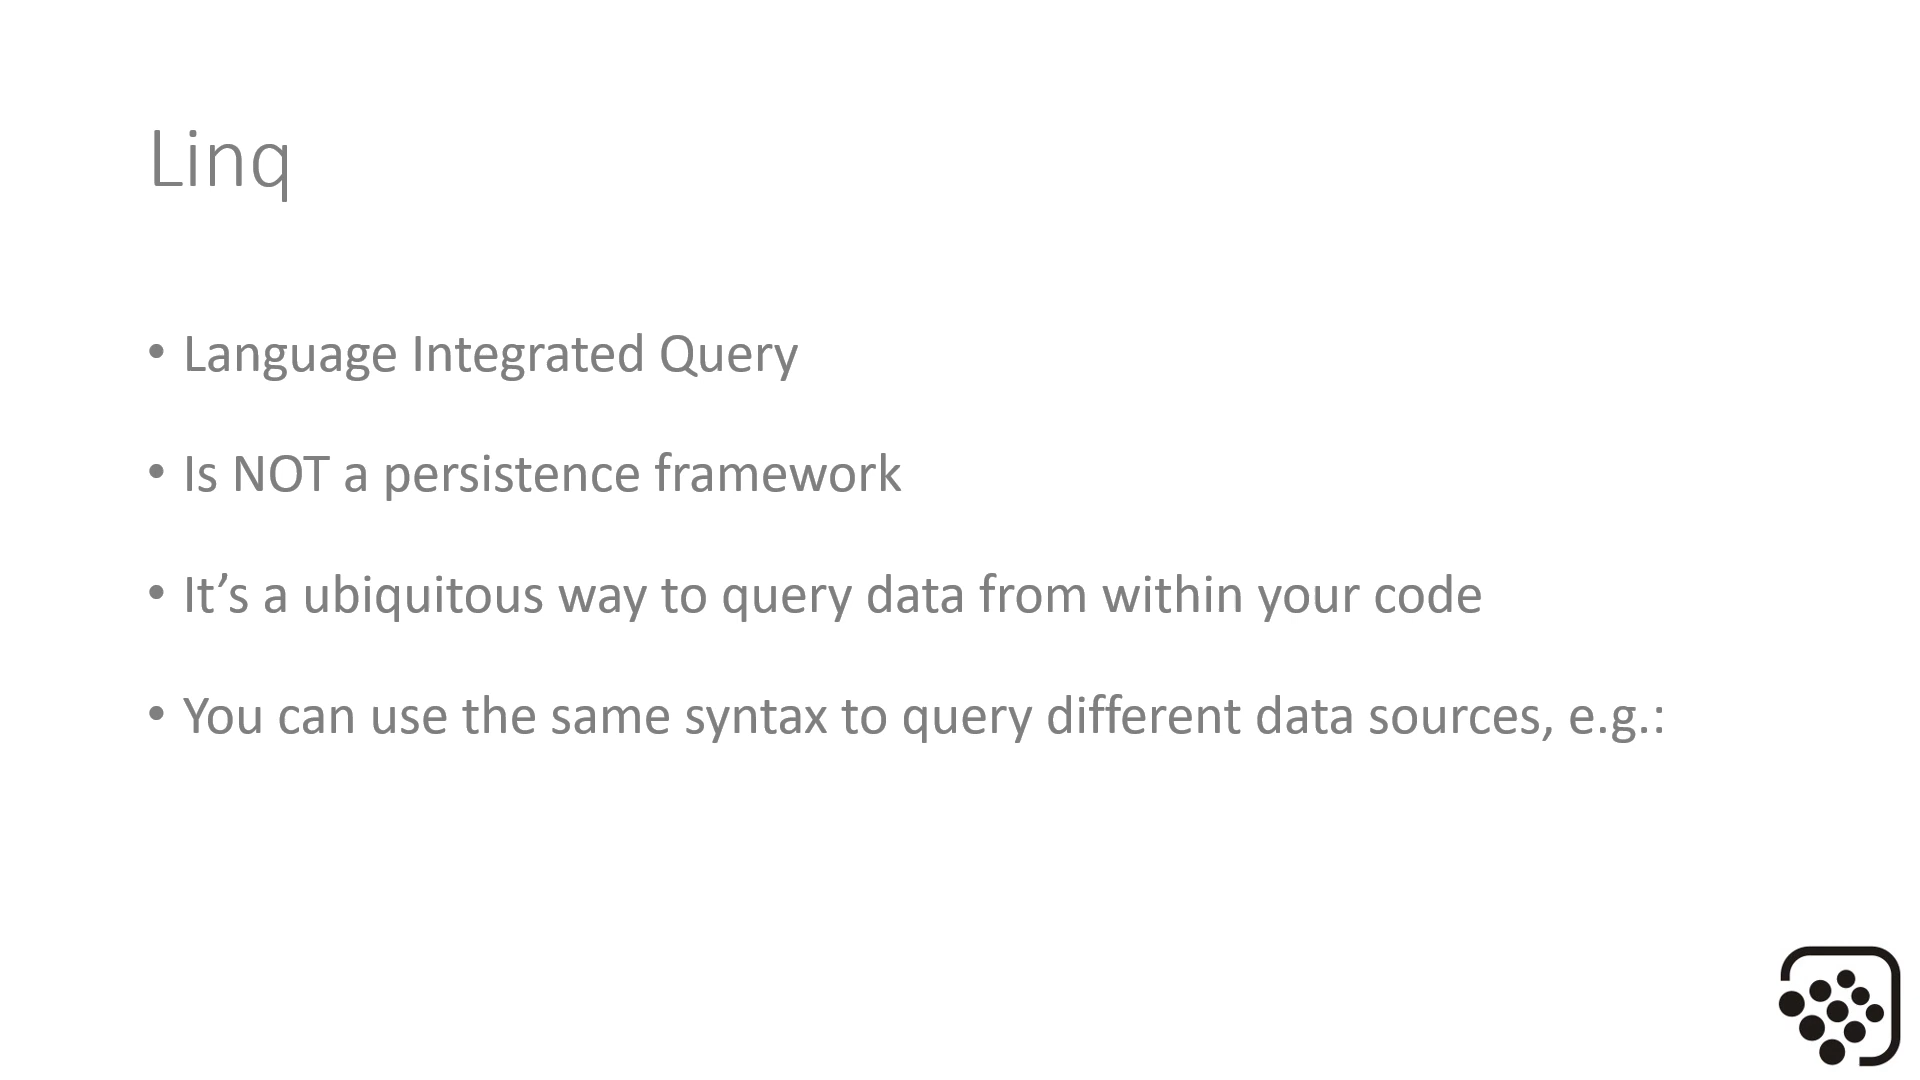 Linq
• Language Integrated Query
• Is NOT a persistence framework
• It’s a ubiquitous way to query data from within your code
• You can use the same syntax to query different data sources, e.g.: